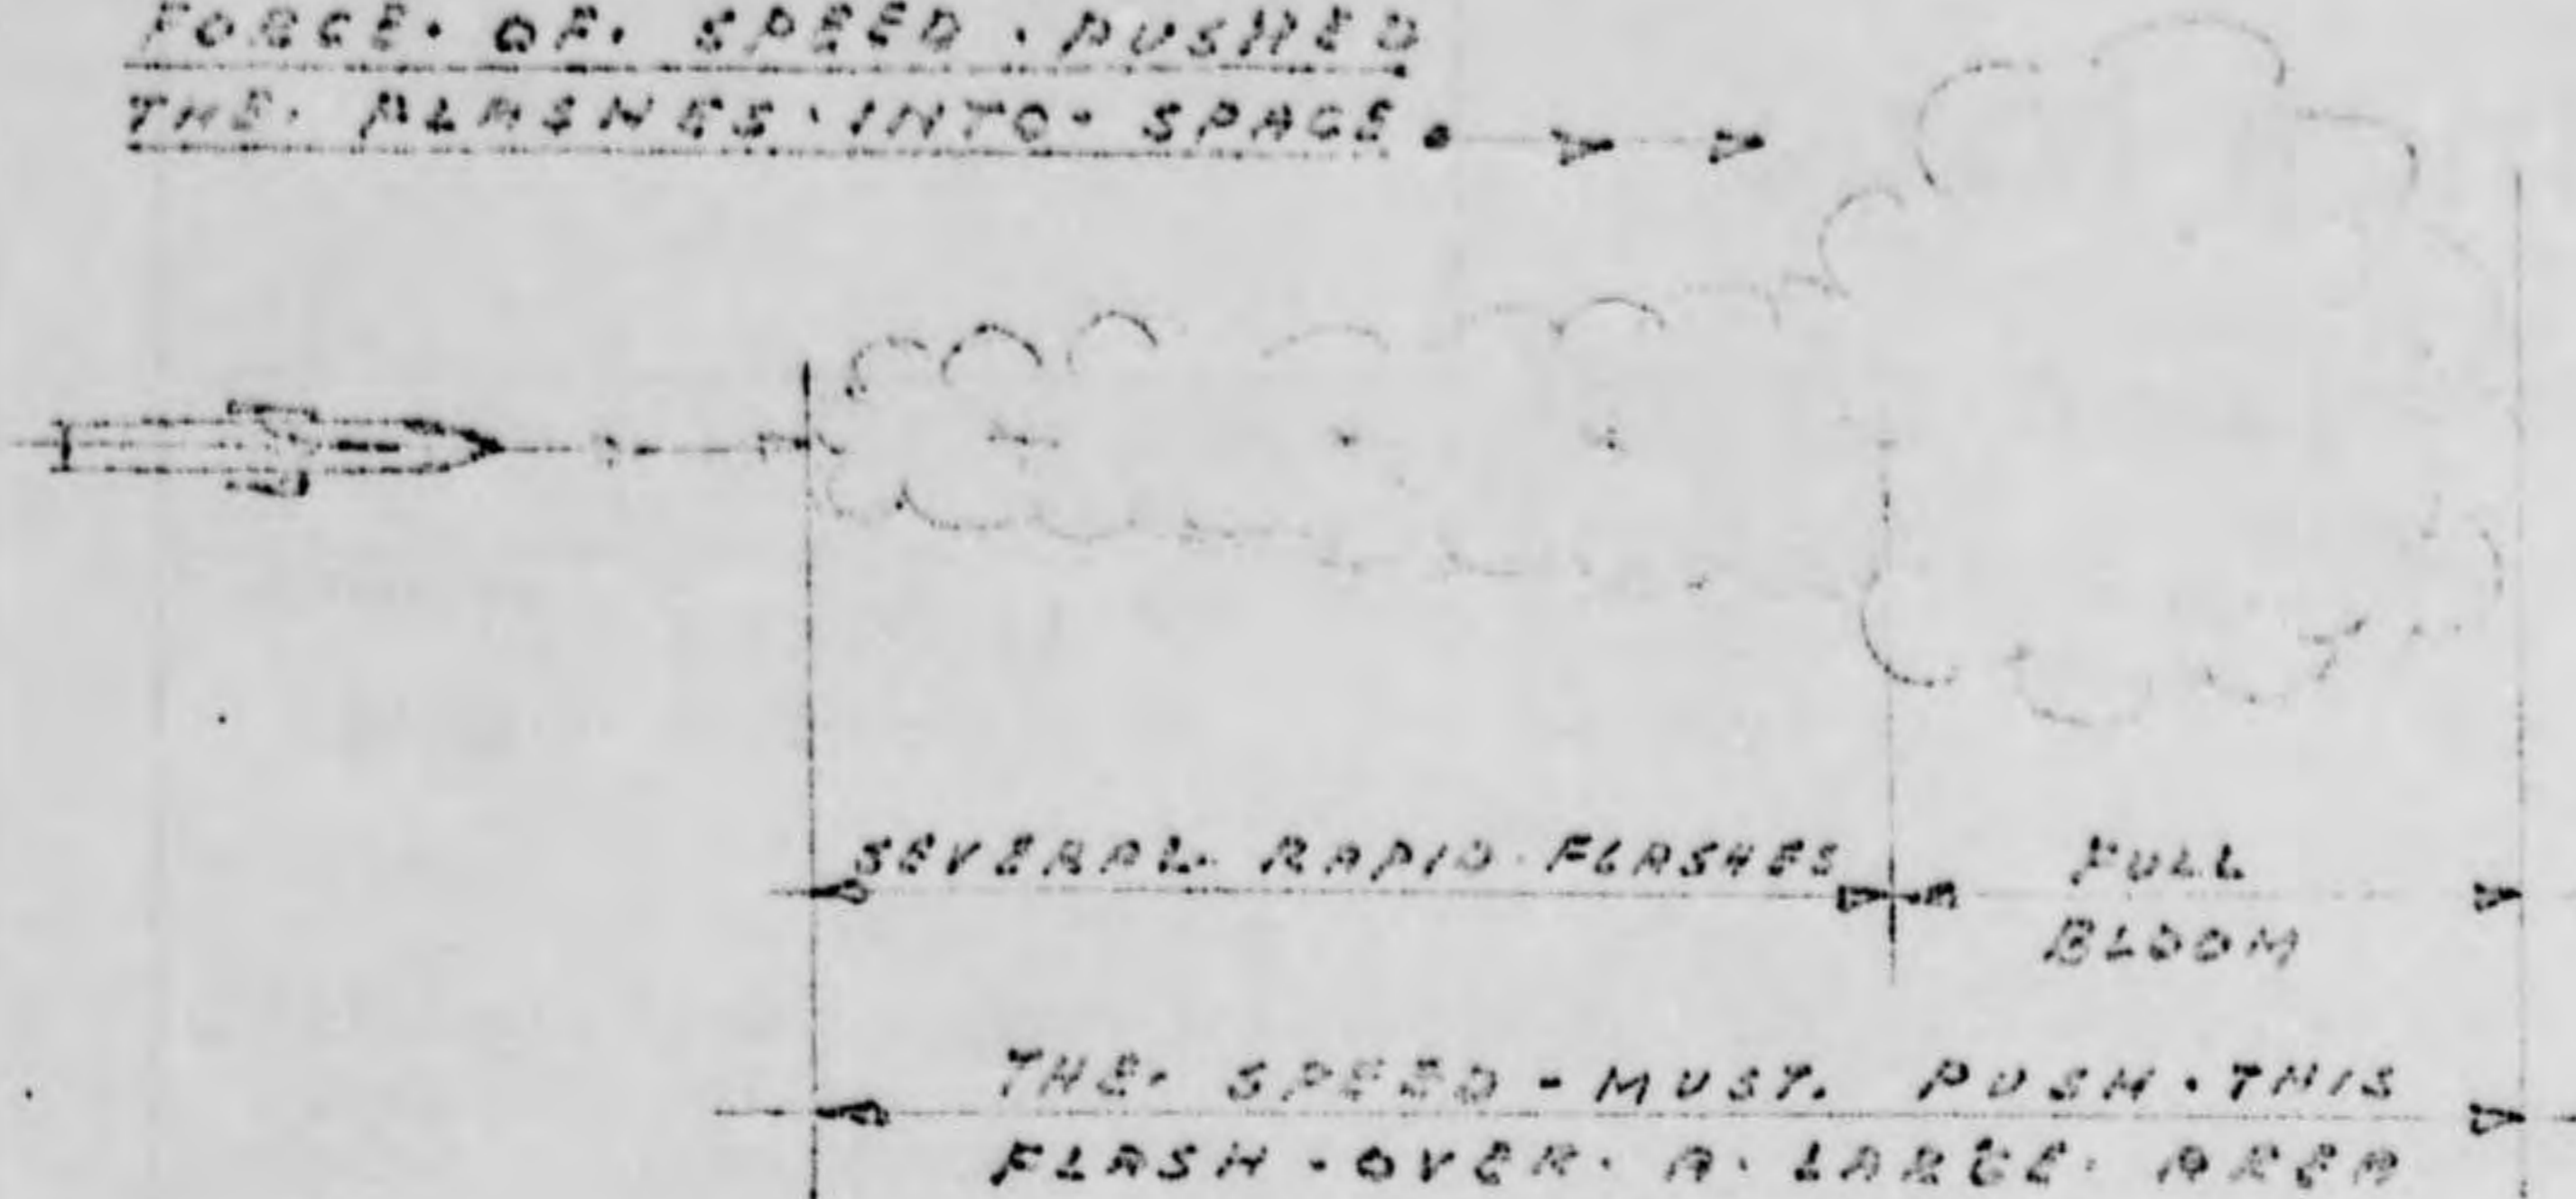 FORCE. OF. SPEED. PUSHED
THE. FLASHES. INTO. SPACE.
SEVERAL. RAPID. FLASHES
FULL
BLOOM
THE. SPEED - MUST. PUSH. THIS
FLASH - OVER. A. LARGE. AREA